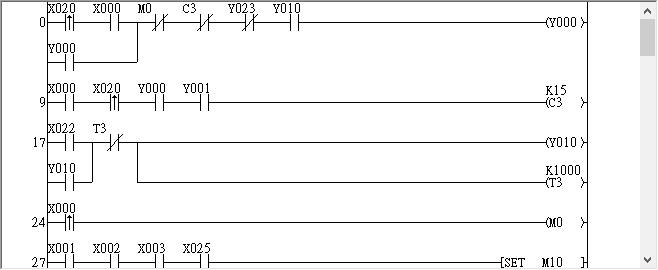 X020 X000 M0 C3 Y023 Y010
0 (Y000 )
Y000
X000 X020 Y000 Y001 K15
9 (C3 )
X022 T3
17 (Y010 )
Y010 K1000
(T3 )
X000
24 (M0 )
X001 X002 X003 X025
27 [SET M10 ]